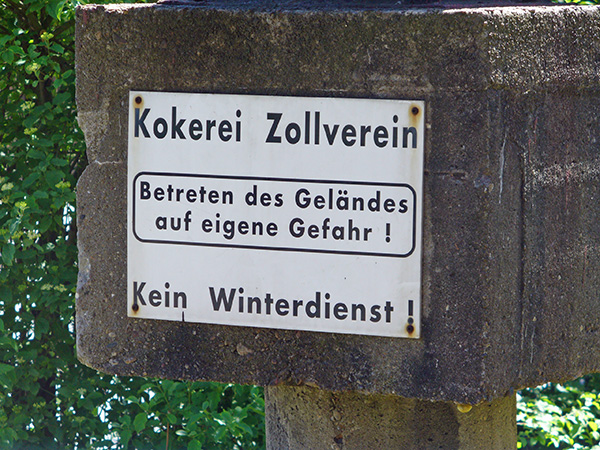 Kokerei Zollverein
Betreten des Geländes
auf eigene Gefahr !
Kein Winterdienst !